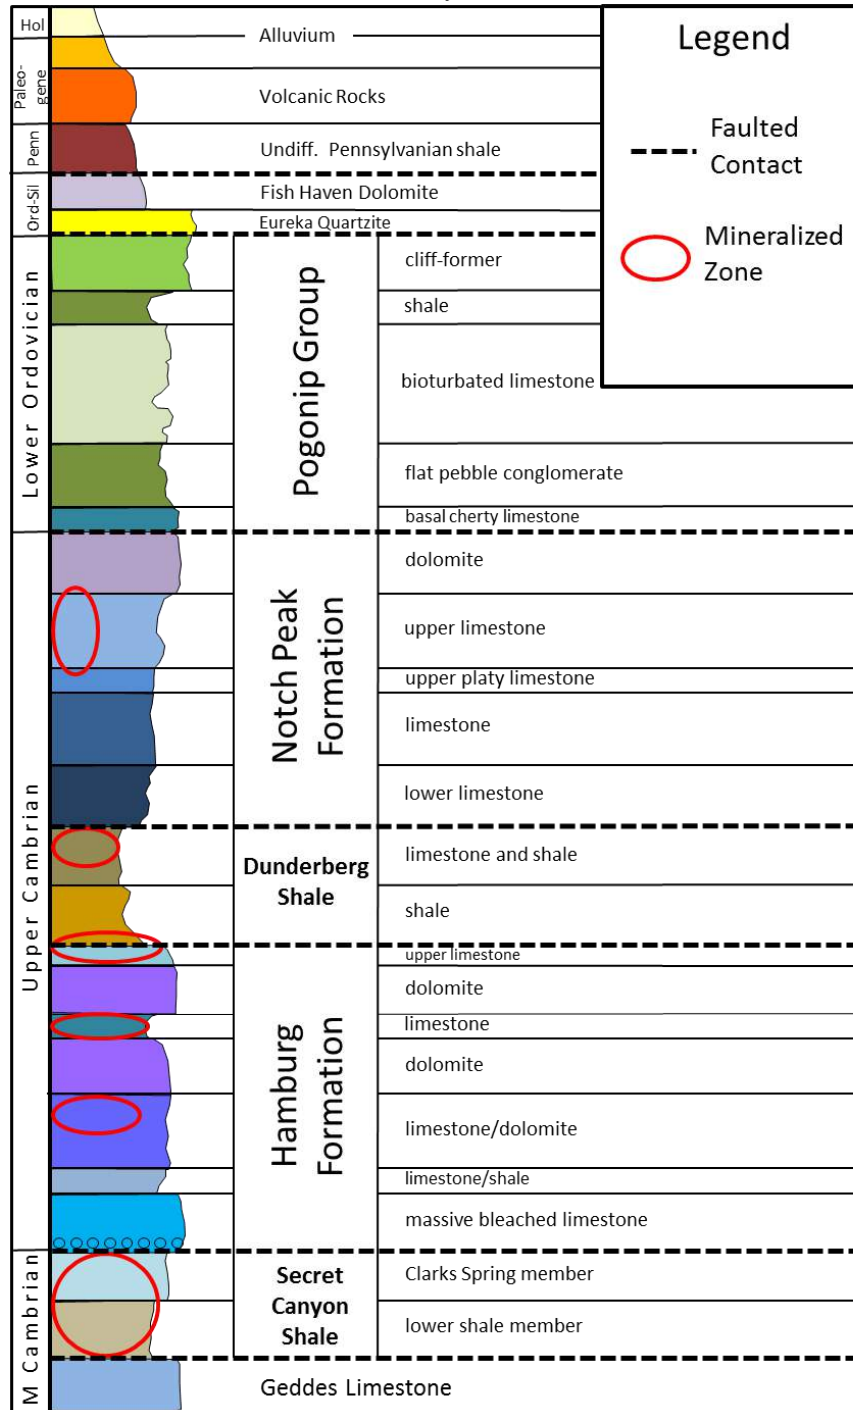 Hol
Alluvium
Paleo-
gene
Volcanic Rocks
Penn
Undiff. Pennsylvanian shale
Ord-Sil
Fish Haven Dolomite
Eureka Quartzite
Legend
Faulted
Contact
Mineralized
Zone
Lower Ordovician
Pogonip Group
cliff-former
shale
bioturbated limestone
flat pebble conglomerate
basal cherty limestone
Upper Cambrian
Notch Peak
Formation
dolomite
upper limestone
upper platy limestone
limestone
lower limestone
Dunderberg
Shale
limestone and shale
shale
Hamburg
Formation
upper limestone
dolomite
limestone
dolomite
limestone/dolomite
limestone/shale
massive bleached limestone
M Cambrian
Secret
Canyon
Shale
Clarks Spring member
lower shale member
Geddes Limestone